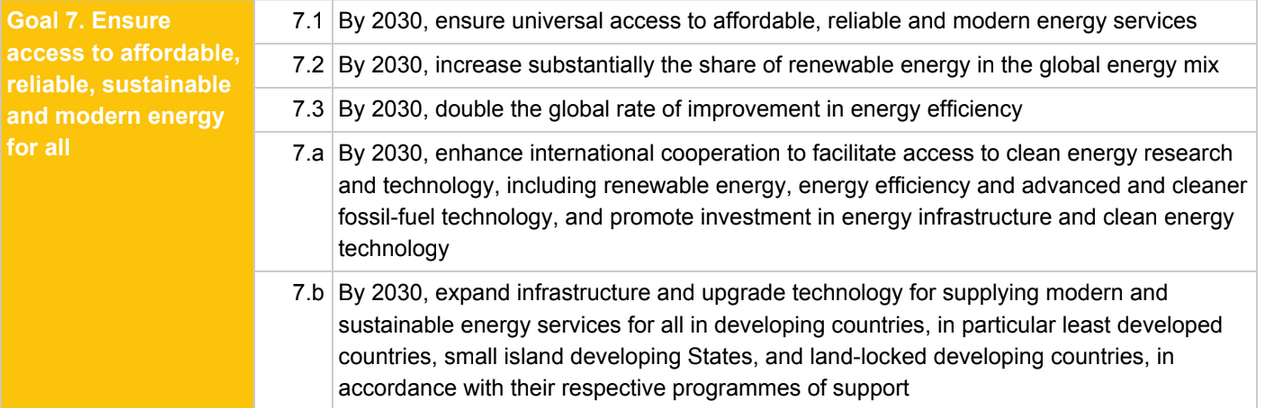 Goal 7. Ensure
access to affordable,
reliable, sustainable
and modern energy
for all
7.1 By 2030, ensure universal access to affordable, reliable and modern energy services
7.2 By 2030, increase substantially the share of renewable energy in the global energy mix
7.3 By 2030, double the global rate of improvement in energy efficiency
7.a By 2030, enhance international cooperation to facilitate access to clean energy research
and technology, including renewable energy, energy efficiency and advanced and cleaner
fossil-fuel technology, and promote investment in energy infrastructure and clean energy
technology
7.b By 2030, expand infrastructure and upgrade technology for supplying modern and
sustainable energy services for all in developing countries, in particular least developed
countries, small island developing States, and land-locked developing countries, in
accordance with their respective programmes of support